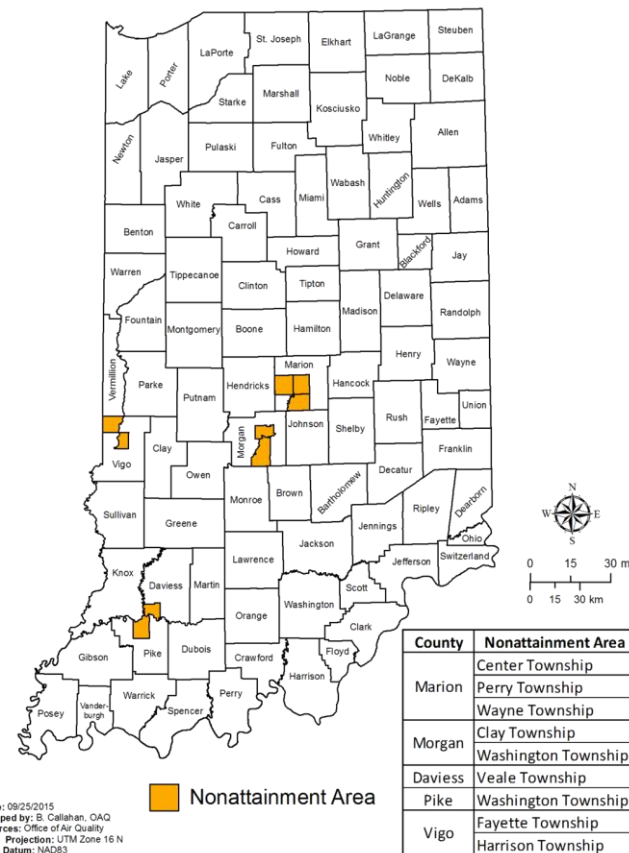 Steuben
LaGrange
Elkhart
St. Joseph
LaPorte
Porter
Lake
Noble
DeKalb
Marshall
Starke
Kosciusko
Whitley
Allen
Newton
Jasper
Pulaski
Fulton
Wabash
Huntington
Miami
Cass
White
Wells
Adams
Carroll
Benton
Grant
Blackford
Jay
Howard
Warren
Tippecanoe
Clinton
Tipton
Delaware
Madison
Randolph
Fountain
Montgomery
Boone
Hamilton
Henry
Wayne
Vermillion
Parke
Putnam
Hendricks
Marion
Hancock
Rush
Fayette
Union
Johnson
Shelby
Morgan
Clay
Vigo
Owen
Franklin
Decatur
Monroe
Brown
Bartholomew
Sullivan
Greene
Ripley
Dearborn
Jennings
Ohio
Switzerland
Jackson
Jefferson
Lawrence
Knox
Daviess
Martin
Scott
Washington
Orange
Clark
Floyd
Harrison
Crawford
Dubois
Pike
Gibson
Perry
Spencer
Warrick
Vander-
burgh
Posey
N
W E
S
0 15 30 m
0 15 30 km
County Nonattainment Area
Marion
Center Township
Perry Township
Wayne Township
Morgan
Clay Township
Washington Township
Daviess Veale Township
Pike Washington Township
Vigo
Fayette Township
Harrison Township
Nonattainment Area
e: 09/25/2015
ped by: B. Callahan, OAQ
rces: Office of Air Quality
Projection: UTM Zone 16 N
Datum: NAD83